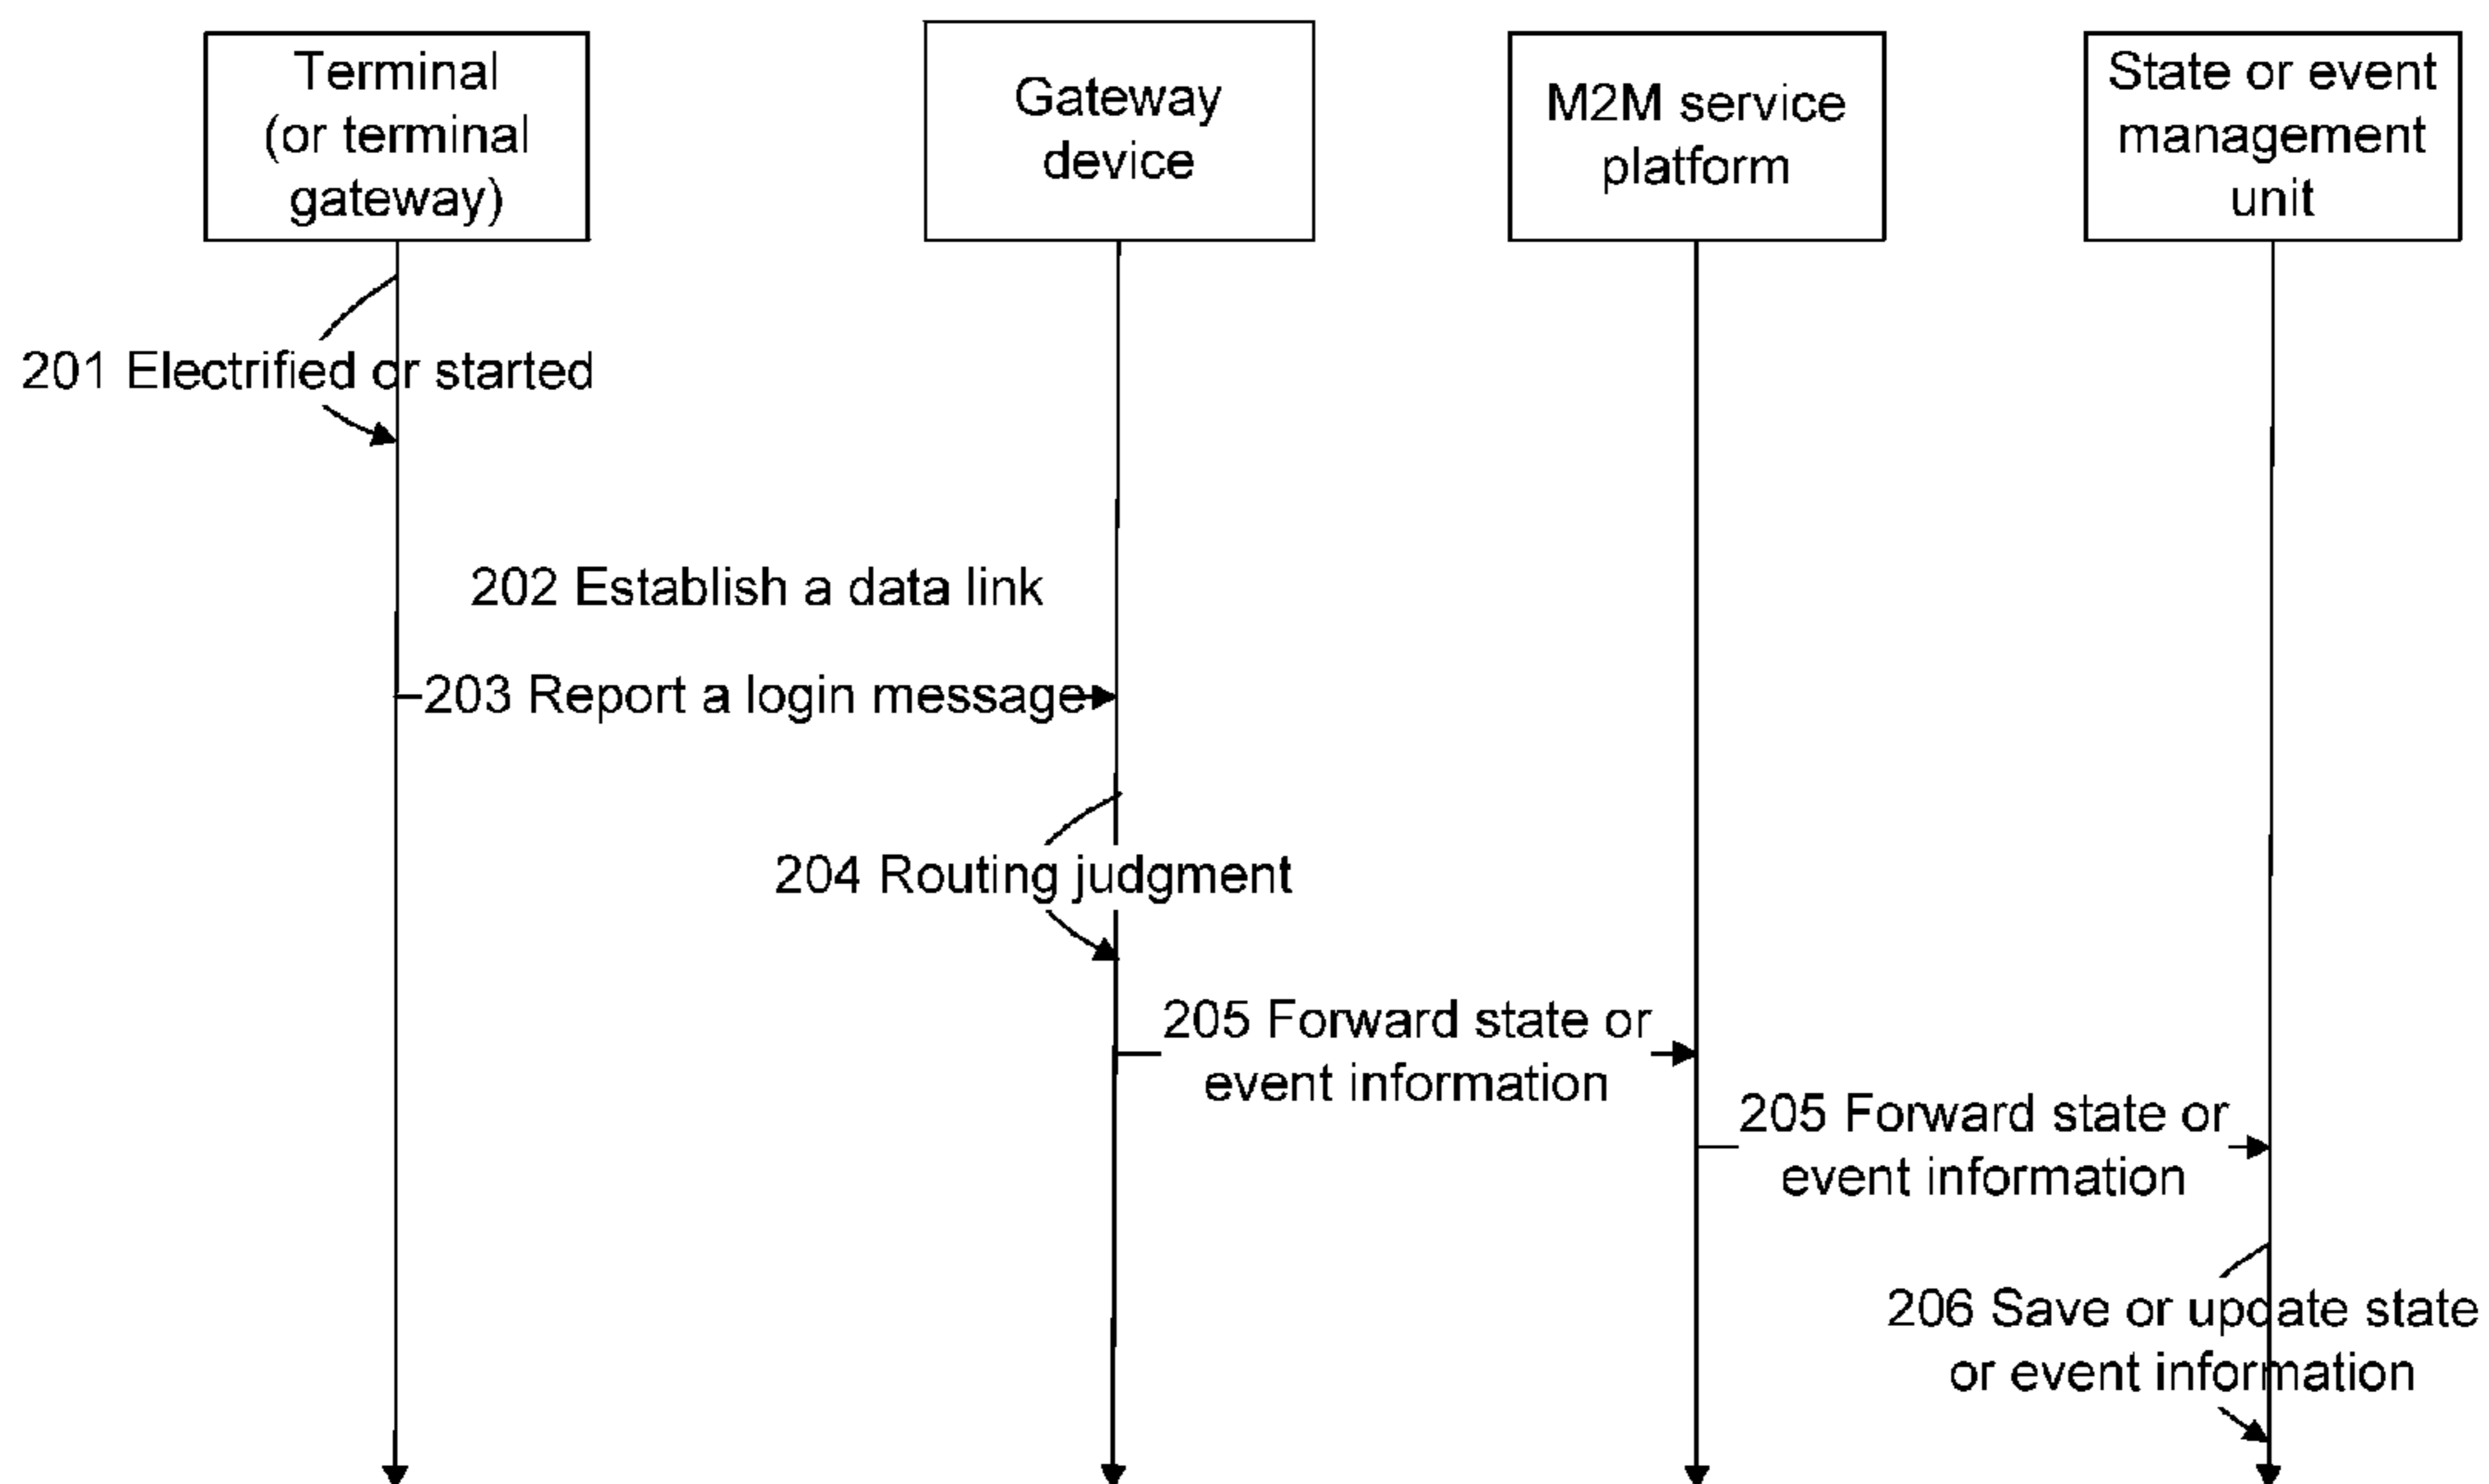 Terminal
(or terminal
gateway)
Gateway
device
M2M service
platform
State or event
management
unit
201 Electrified or started
202 Establish a data link
203 Report a login message
204 Routing judgment
205 Forward state or
event information
205 Forward state or
event information
206 Save or update state
or event information